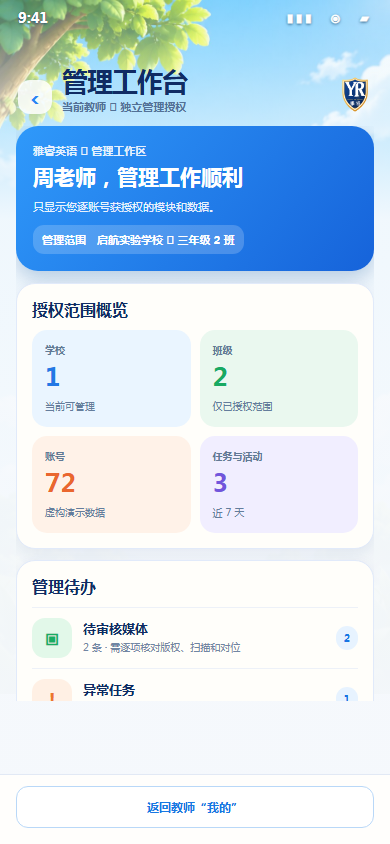 9:41
管理工作台
当前教师 ▯ 独立管理授权
YR
雅睿英语 ▯ 管理工作区
周老师，管理工作顺利
只显示您逐账号获授权的模块和数据。
管理范围 启航实验学校 ▯ 三年级 2 班
授权范围概览
学校
1
当前可管理
班级
2
仅已授权范围
账号
72
虚构演示数据
任务与活动
3
近 7 天
管理待办
待审核媒体
2 条 · 需逐项核对版权、扫描和对位
2
异常任务
1
返回教师“我的”